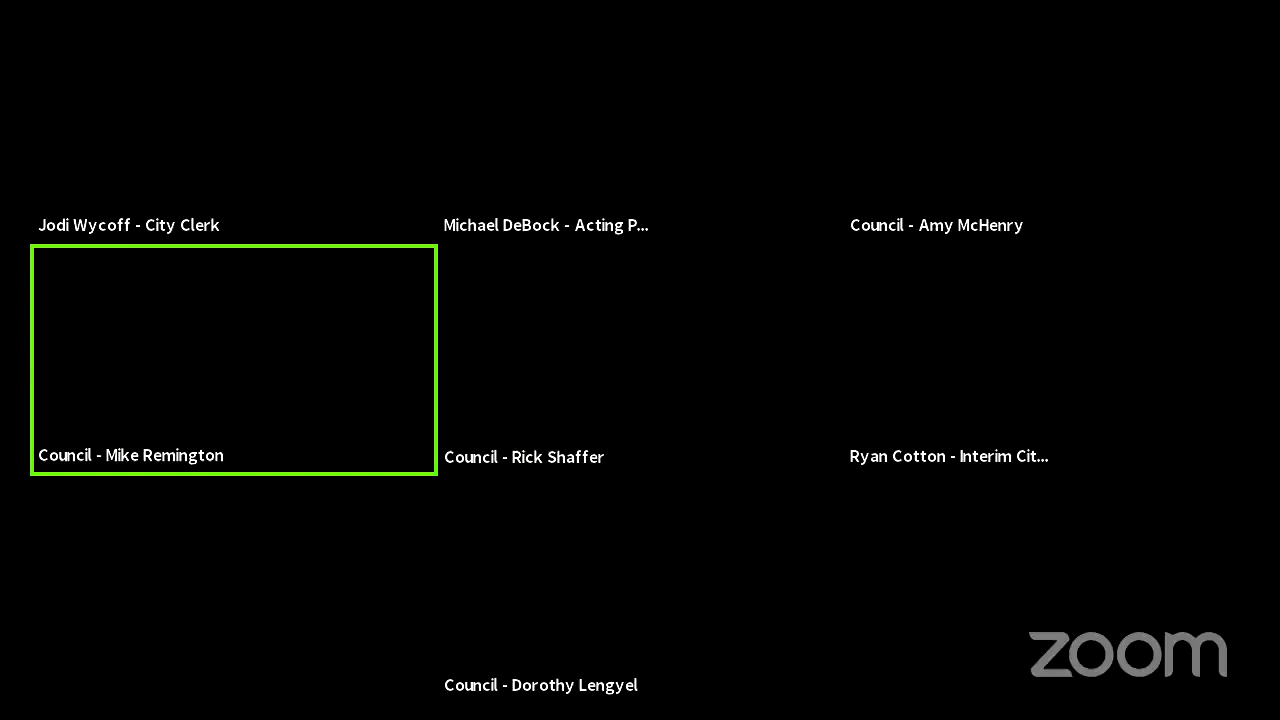 Jodi Wycoff - City Clerk
Michael DeBock - Acting P...
Council - Amy McHenry
Council - Mike Remington
Council - Rick Shaffer
Ryan Cotton - Interim Cit...
Council - Dorothy Lengyel
zoom